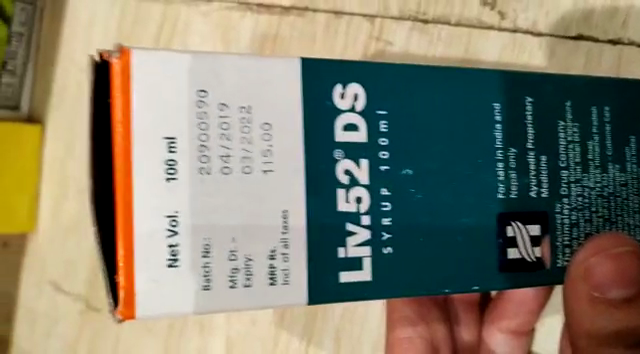 Net Vol. 100 ml
Batch No.: 20900590
Mfg. Dt. 04/2019
Expiry: 03/2022
MRP Rs. 115.00
Incl. of all taxes
Liv.52® DS
SYRUP 100ml
For sale in India and
Nepal only
Ayurvedic Proprietary
Medicine
The Himalaya Drug Company